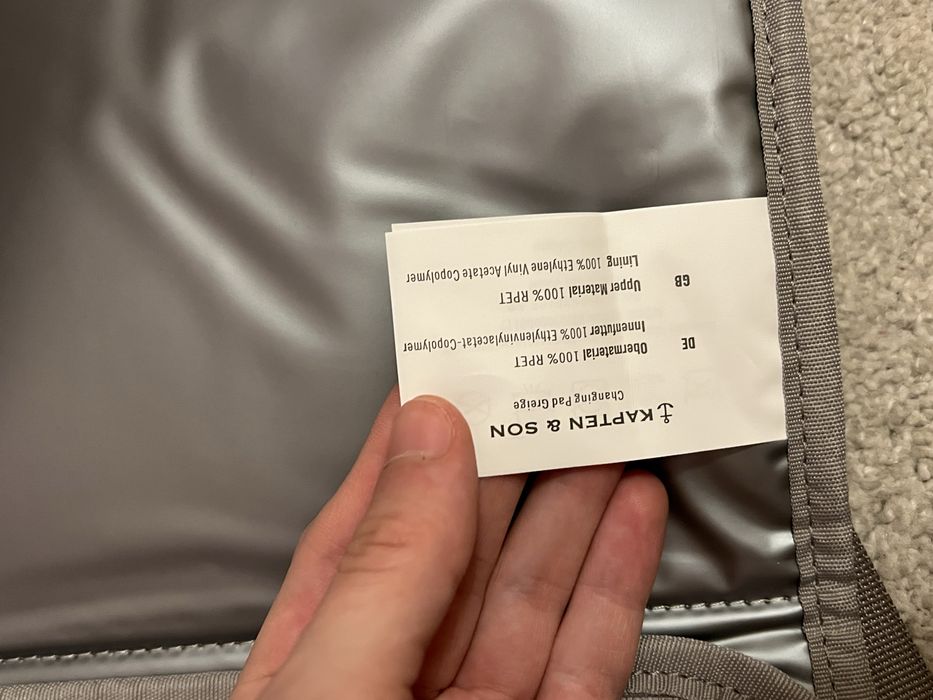 KAPTEN & SON
Changing Pad Greige
DE
Obermaterial 100% RPET
Innenfutter 100% Ethylenvinylacetat-Copolymer
GB
Upper Material 100% RPET
Lining 100% Ethylene Vinyl Acetate Copolymer